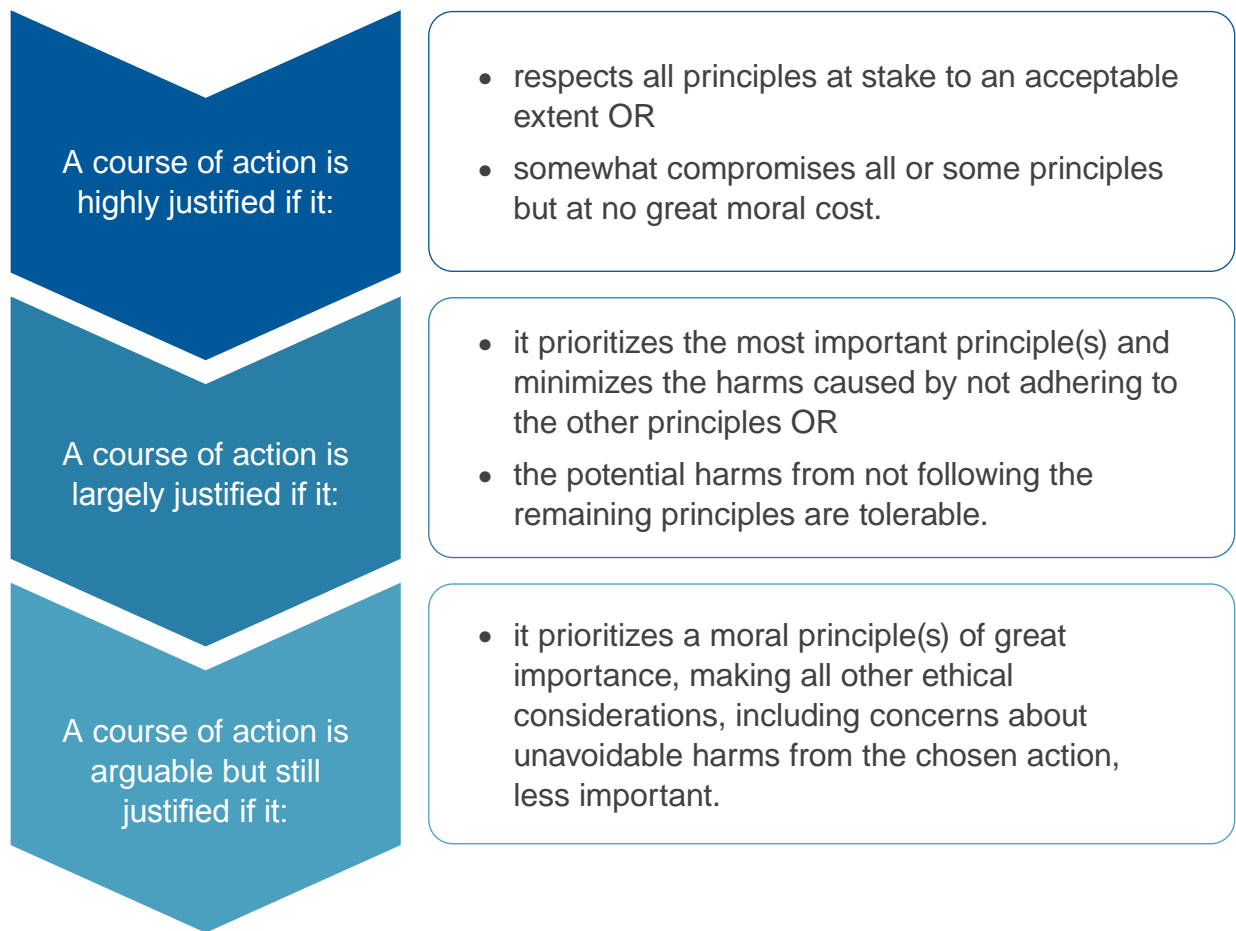 A course of action is
highly justified if it:
• respects all principles at stake to an acceptable
extent OR
• somewhat compromises all or some principles
but at no great moral cost.
A course of action is
largely justified if it:
• it prioritizes the most important principle(s) and
minimizes the harms caused by not adhering to
the other principles OR
• the potential harms from not following the
remaining principles are tolerable.
A course of action is
arguable but still
justified if it:
• it prioritizes a moral principle(s) of great
importance, making all other ethical
considerations, including concerns about
unavoidable harms from the chosen action,
less important.